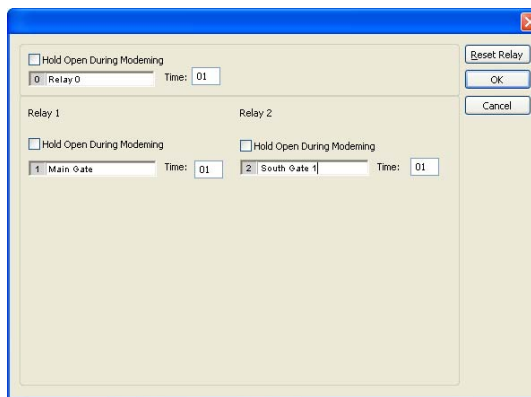 Hold Open During Modeming
0 Relay 0 Time: 01
Relay 1 Relay 2
Hold Open During Modeming Hold Open During Modeming
1 Main Gate Time: 01 2 South Gate 1 Time: 01
Reset Relay
OK
Cancel